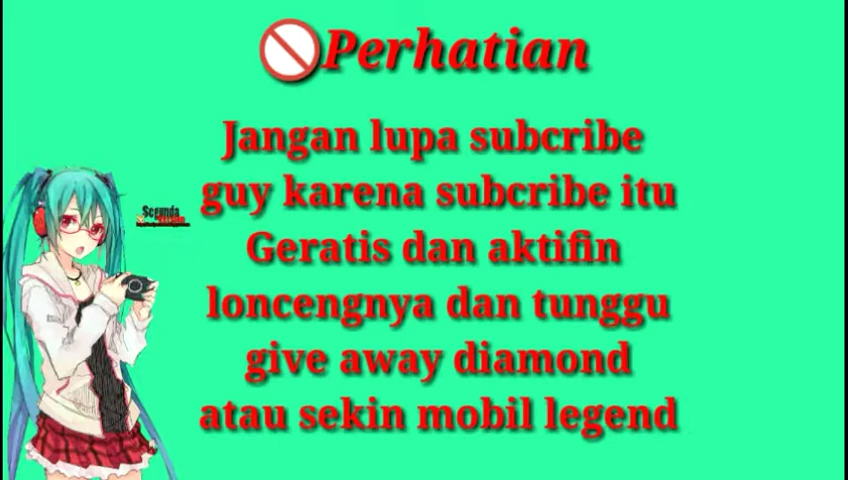 Perhatian
Jangan lupa subcribe
guy karena subcribe itu
Geratis dan aktifin
loncengnya dan tunggu
give away diamond
atau sekin mobil legend